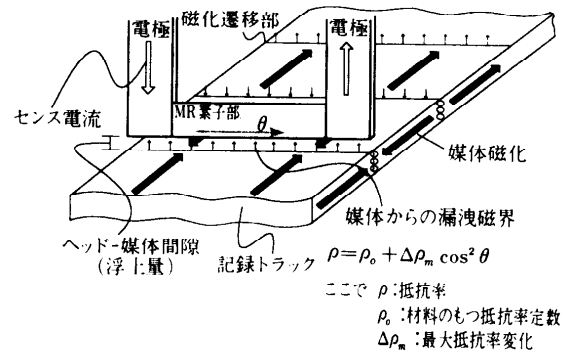 電極
磁化遷移部
電極
センス電流
MR素子部
θ
媒体磁化
媒体からの漏洩磁界
ヘッド-媒体間隙
(浮上量)
記録トラック
ρ=ρ₀+Δρₘ cos²θ
ここで ρ:抵抗率
ρ₀:材料のもつ抵抗率定数
Δρₘ:最大抵抗率変化